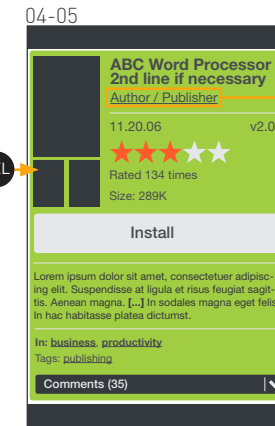 04-05
ABC Word Processor
2nd line if necessary
Author / Publisher
11.20.06 v2.0
Rated 134 times
Size: 289K
Install
Lorem ipsum dolor sit amet, consectetuer adipisc-
ing elit. Suspendisse at ligula et risus feugiat sagit-
tis. Aenean magna. [...] In sodales magna eget felis
In hac habitasse platea dictumst.
In: business, productivity
Tags: publishing
Comments (35)